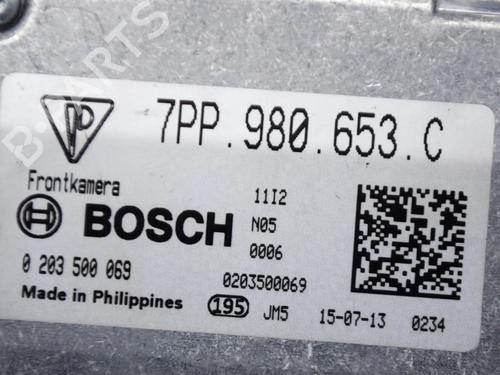 7PP.980.653.C
Frontkamera
11I2
BOSCH
N05
0006
0 203 500 069
0203500069
Made in Philippines
195
JM5
15-07-13
0234
B-PARTS